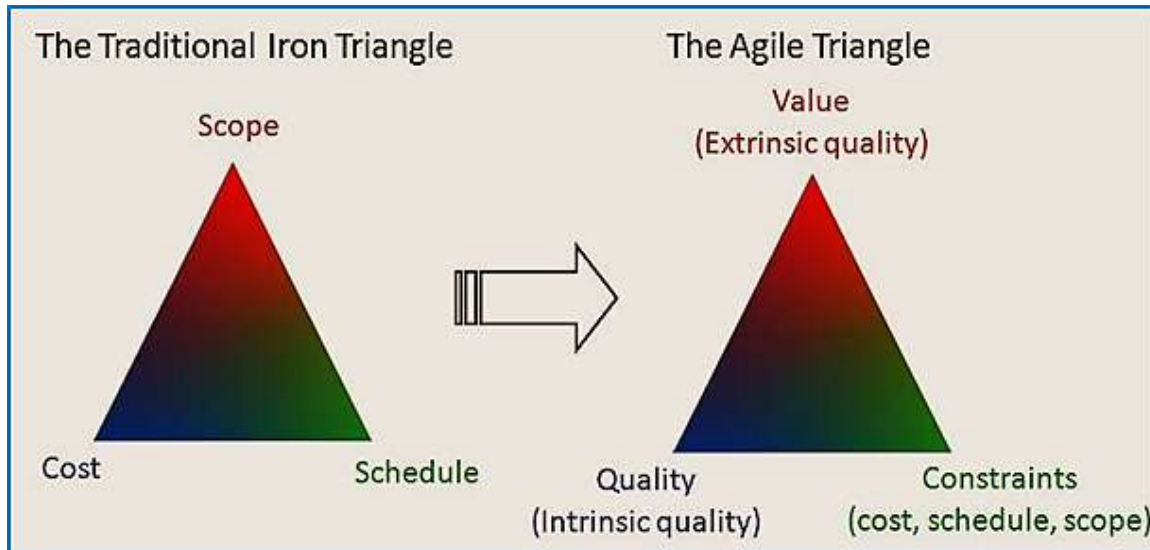 The Traditional Iron Triangle
Scope
Cost
Schedule
The Agile Triangle
Value
(Extrinsic quality)
Quality
(Intrinsic quality)
Constraints
(cost, schedule, scope)